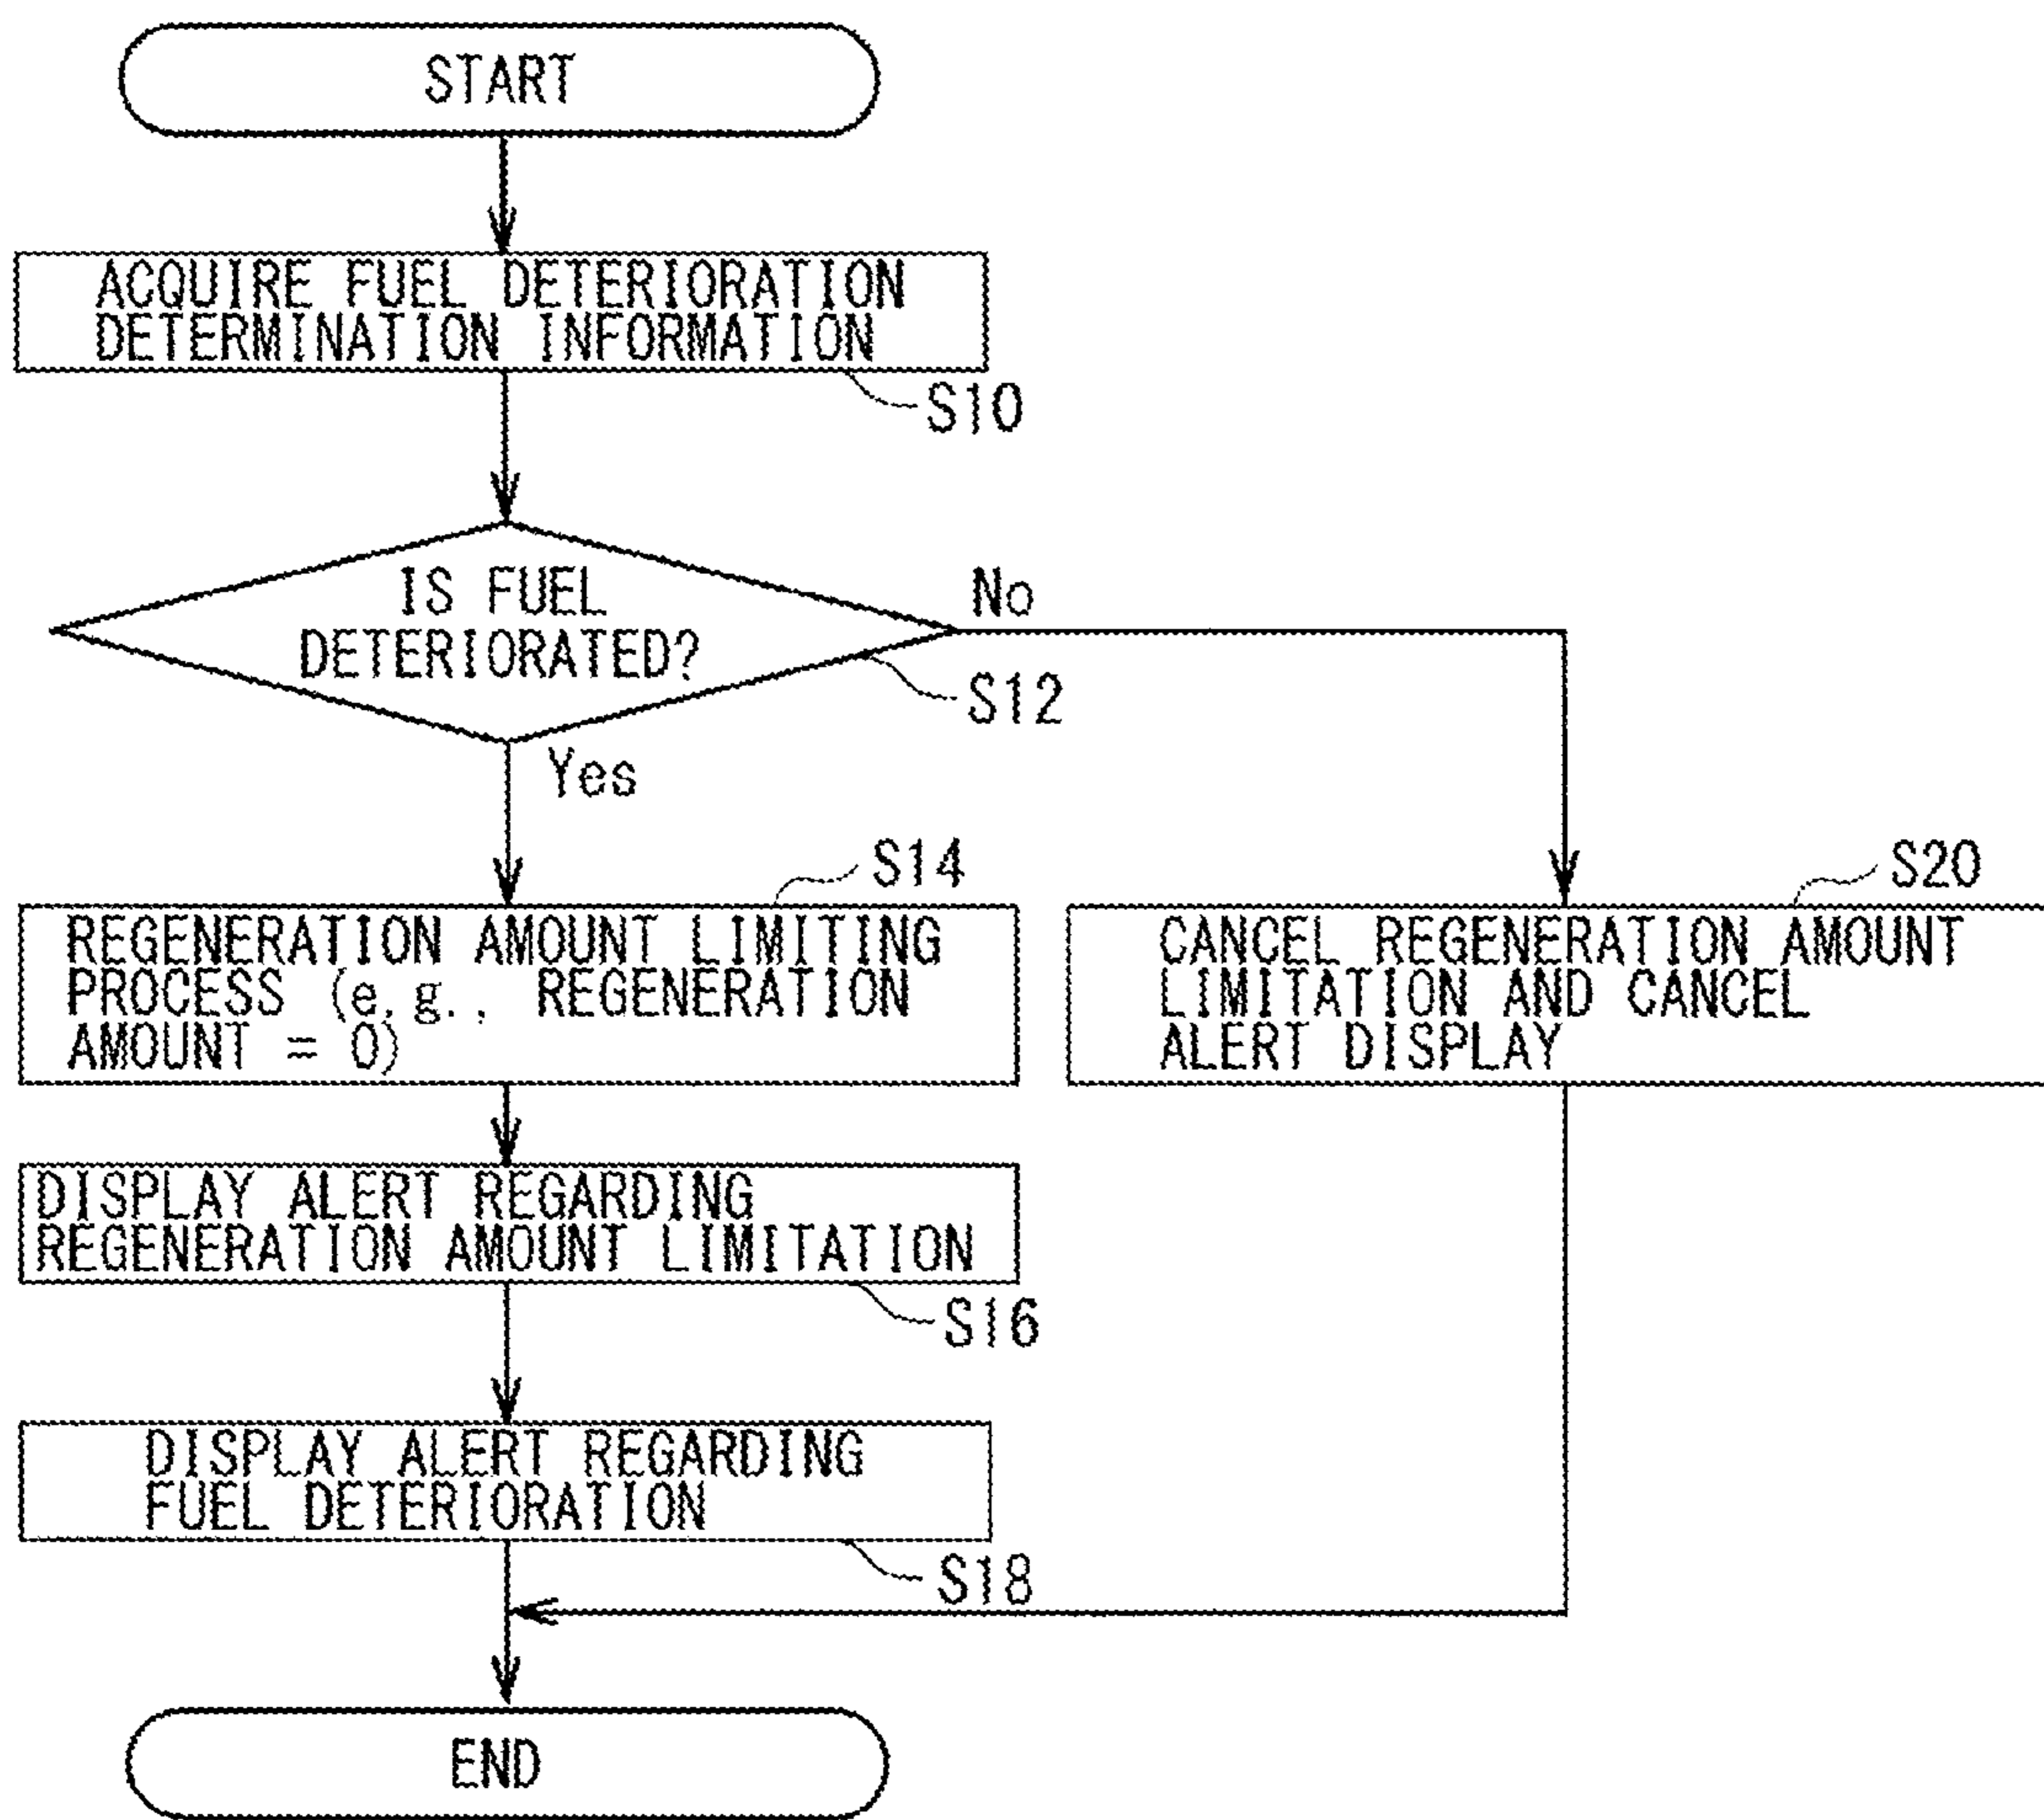 START
ACQUIRE FUEL DETERIORATION
DETERMINATION INFORMATION
S10
IS FUEL
DETERIORATED?
No
S12
Yes
S14
REGENERATION AMOUNT LIMITING
PROCESS (e.g., REGENERATION
AMOUNT = 0)
S20
CANCEL REGENERATION AMOUNT
LIMITATION AND CANCEL
ALERT DISPLAY
DISPLAY ALERT REGARDING
REGENERATION AMOUNT LIMITATION
S16
DISPLAY ALERT REGARDING
FUEL DETERIORATION
S18
END